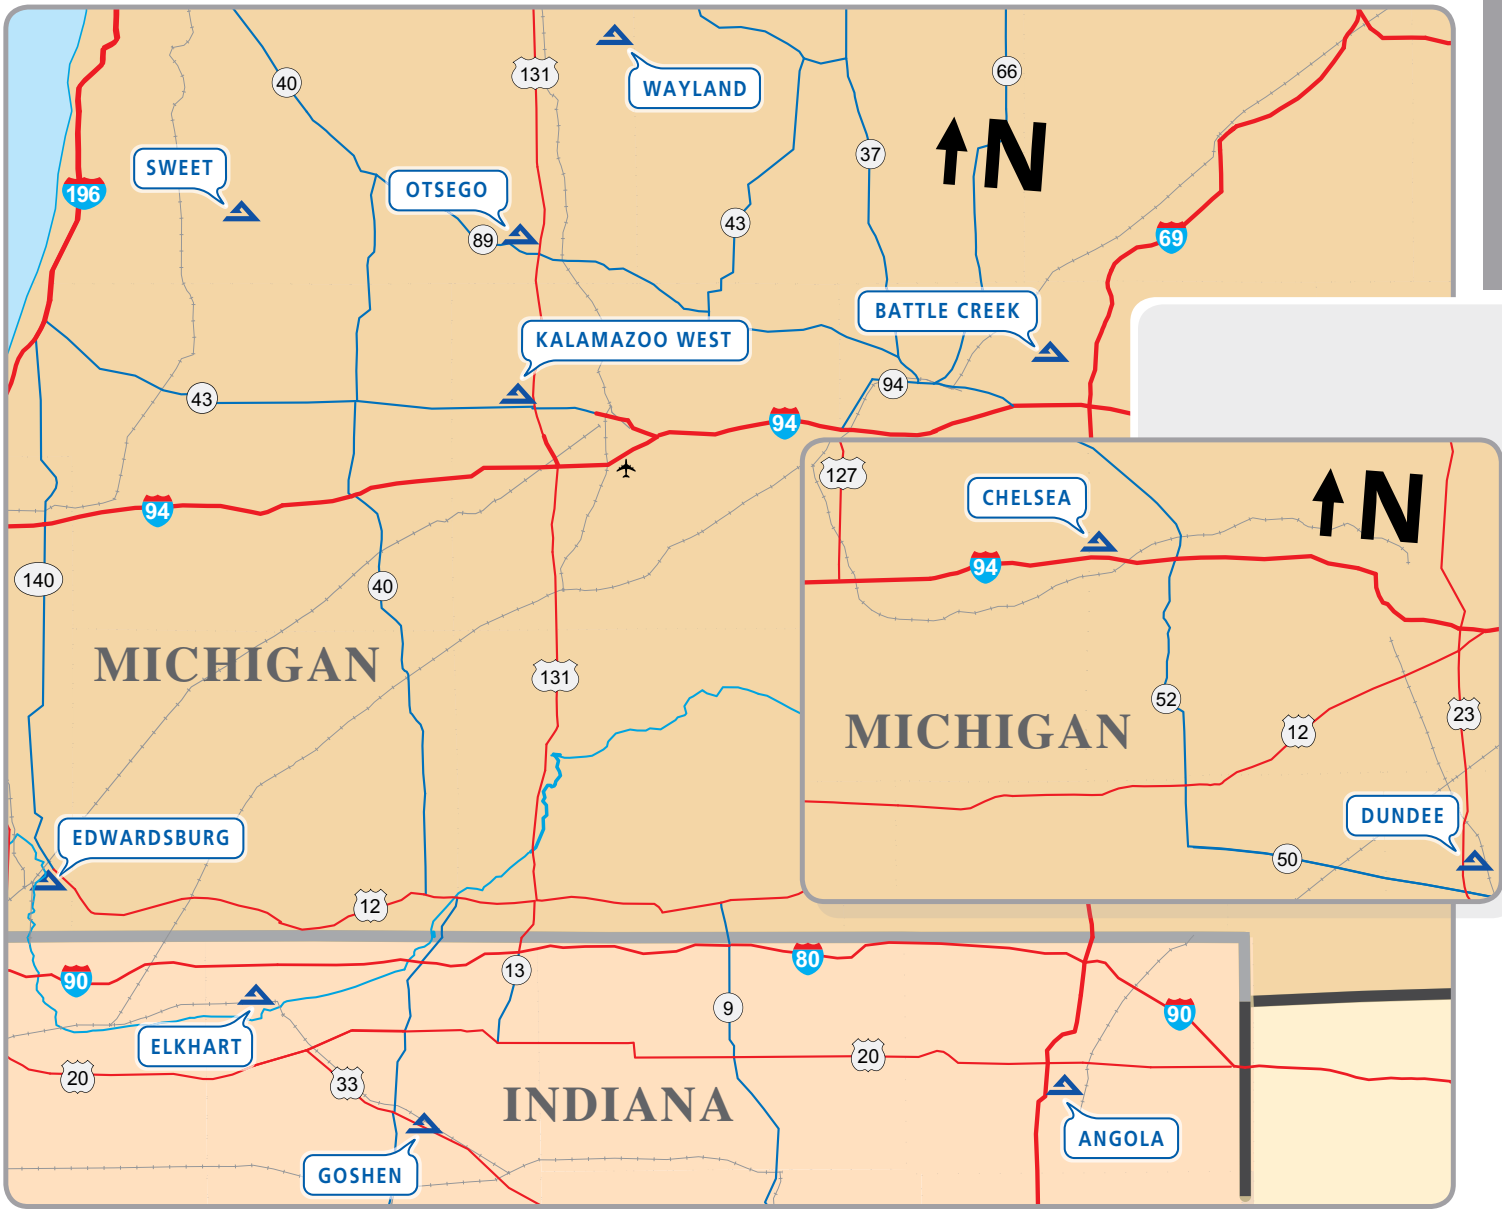 40
131
WAYLAND
66
37
N
SWEET
196
OTSEGO
89
43
69
BATTLE CREEK
KALAMAZOO WEST
43
94
94
94
127
CHELSEA
N
94
140
40
MICHIGAN
131
52
MICHIGAN
12
23
EDWARDSBURG
DUNDEE
50
12
90
13
80
9
90
ELKHART
20
33
20
INDIANA
ANGOLA
GOSHEN